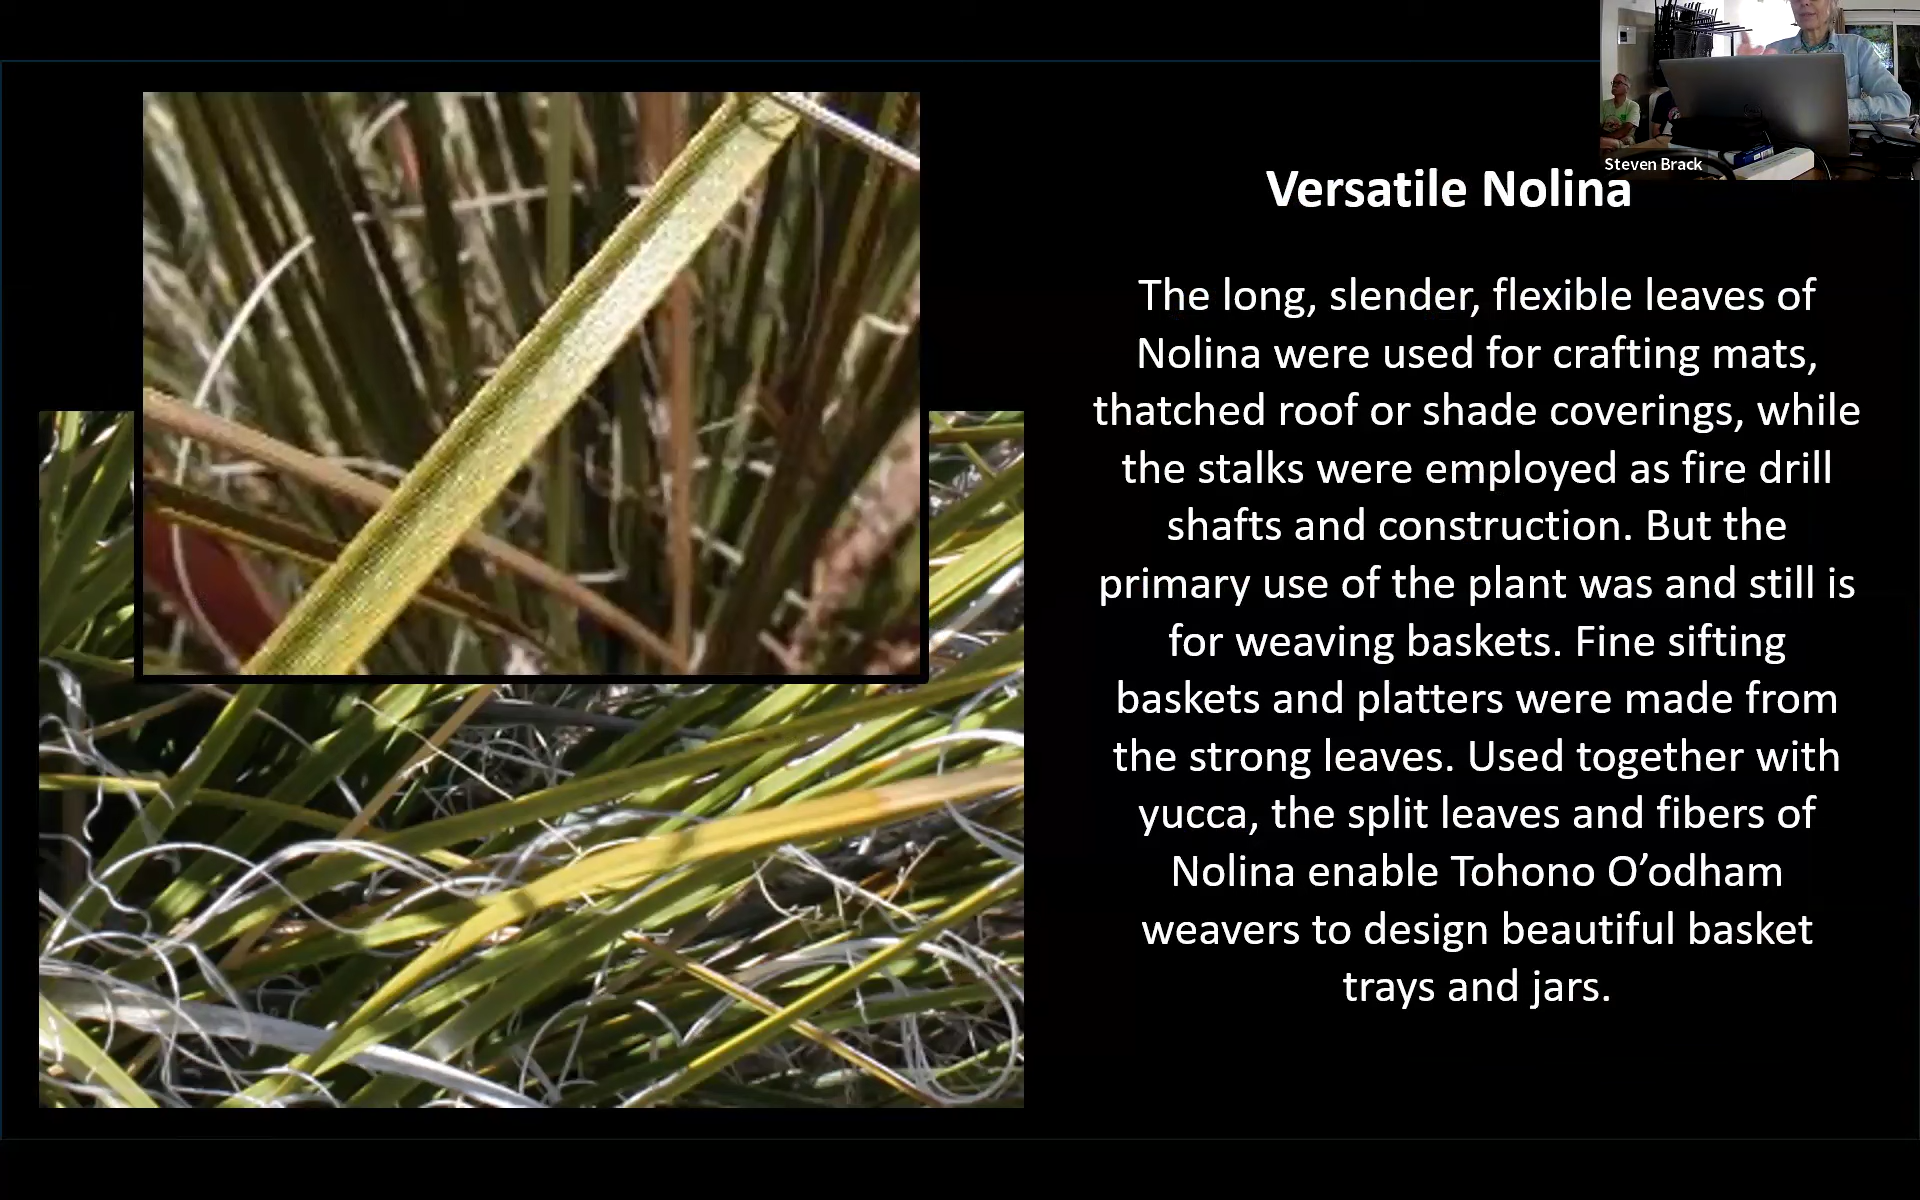 Steven Brack
Versatile Nolina
The long, slender, flexible leaves of
Nolina were used for crafting mats,
thatched roof or shade coverings, while
the stalks were employed as fire drill
shafts and construction. But the
primary use of the plant was and still is
for weaving baskets. Fine sifting
baskets and platters were made from
the strong leaves. Used together with
yucca, the split leaves and fibers of
Nolina enable Tohono O’odham
weavers to design beautiful basket
trays and jars.